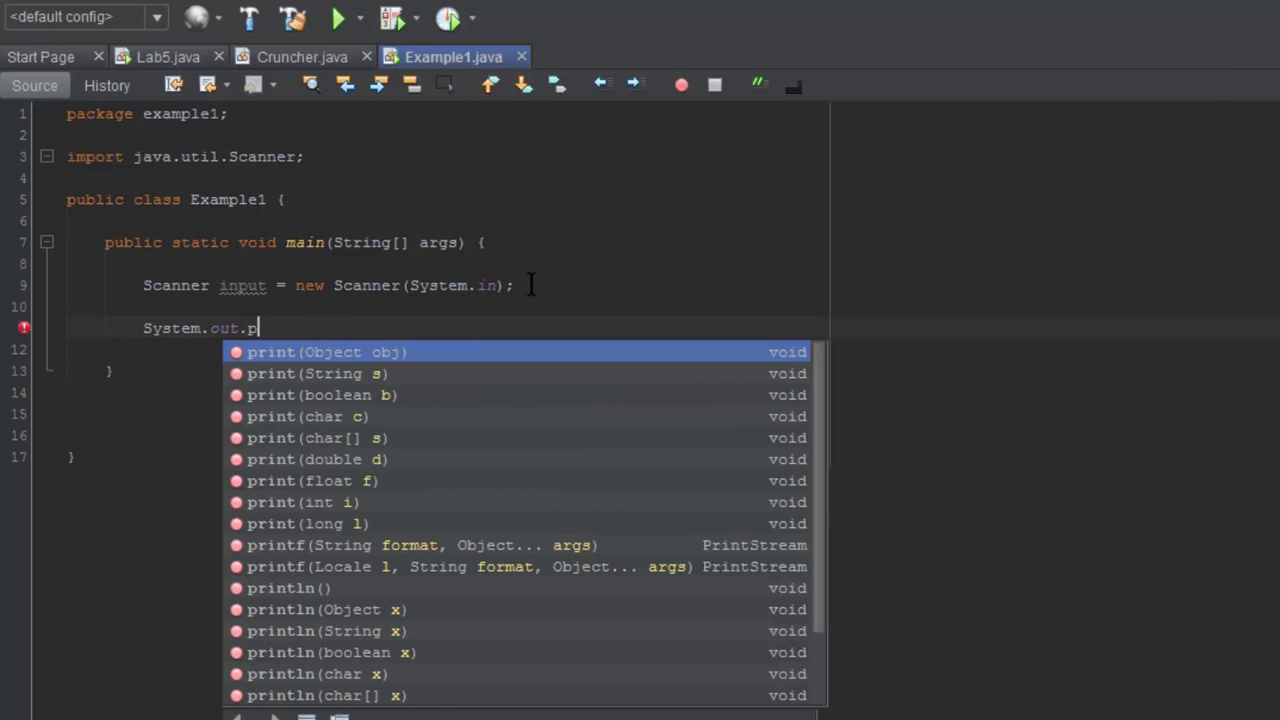 <default config>
Start Page Lab5.java Cruncher.java Example1.java
Source History
1 package example1;
2
3 import java.util.Scanner;
4
5 public class Example1 {
6
7 public static void main(String[] args) {
8
9 Scanner input = new Scanner(System.in);
10
System.out.p
12 print(Object obj) void
print(String s) void
13 }
print(boolean b) void
14 print(char c) void
15 print(char[] s) void
16 print(double d) void
17 }
print(float f) void
print(int i) void
print(long l) void
printf(String format, Object... args) PrintStream
printf(Locale l, String format, Object... args) PrintStream
println() void
println(Object x) void
println(String x) void
println(boolean x) void
println(char x) void
println(char[] x) void